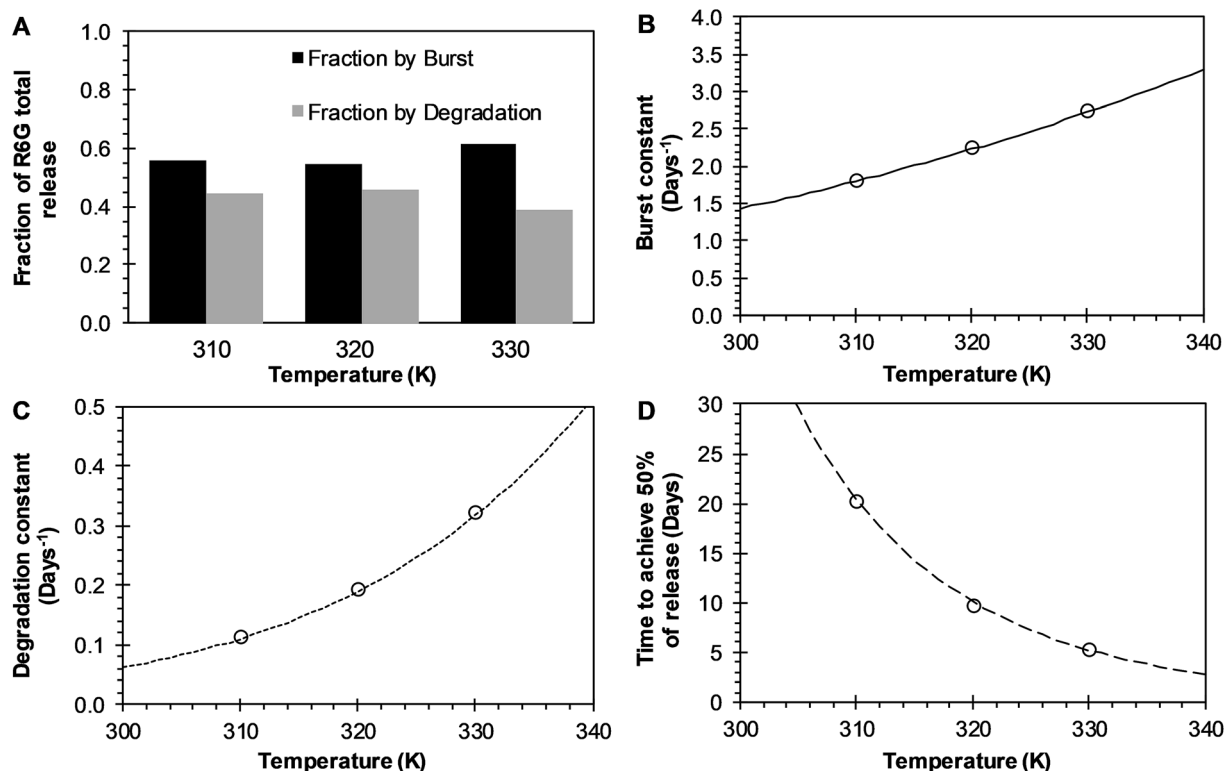 A
Fraction of R6G total
release
1.0
0.8
0.6
0.4
0.2
0.0
Fraction by Burst
Fraction by Degradation
310 320 330
Temperature (K)
B
Burst constant
(Days-1)
4.0
3.5
3.0
2.5
2.0
1.5
1.0
0.5
0.0
300 310 320 330 340
Temperature (K)
C
Degradation constant
(Days-1)
0.5
0.4
0.3
0.2
0.1
0.0
300 310 320 330 340
Temperature (K)
D
Time to achieve 50%
of release (Days)
30
25
20
15
10
5
0
300 310 320 330 340
Temperature (K)